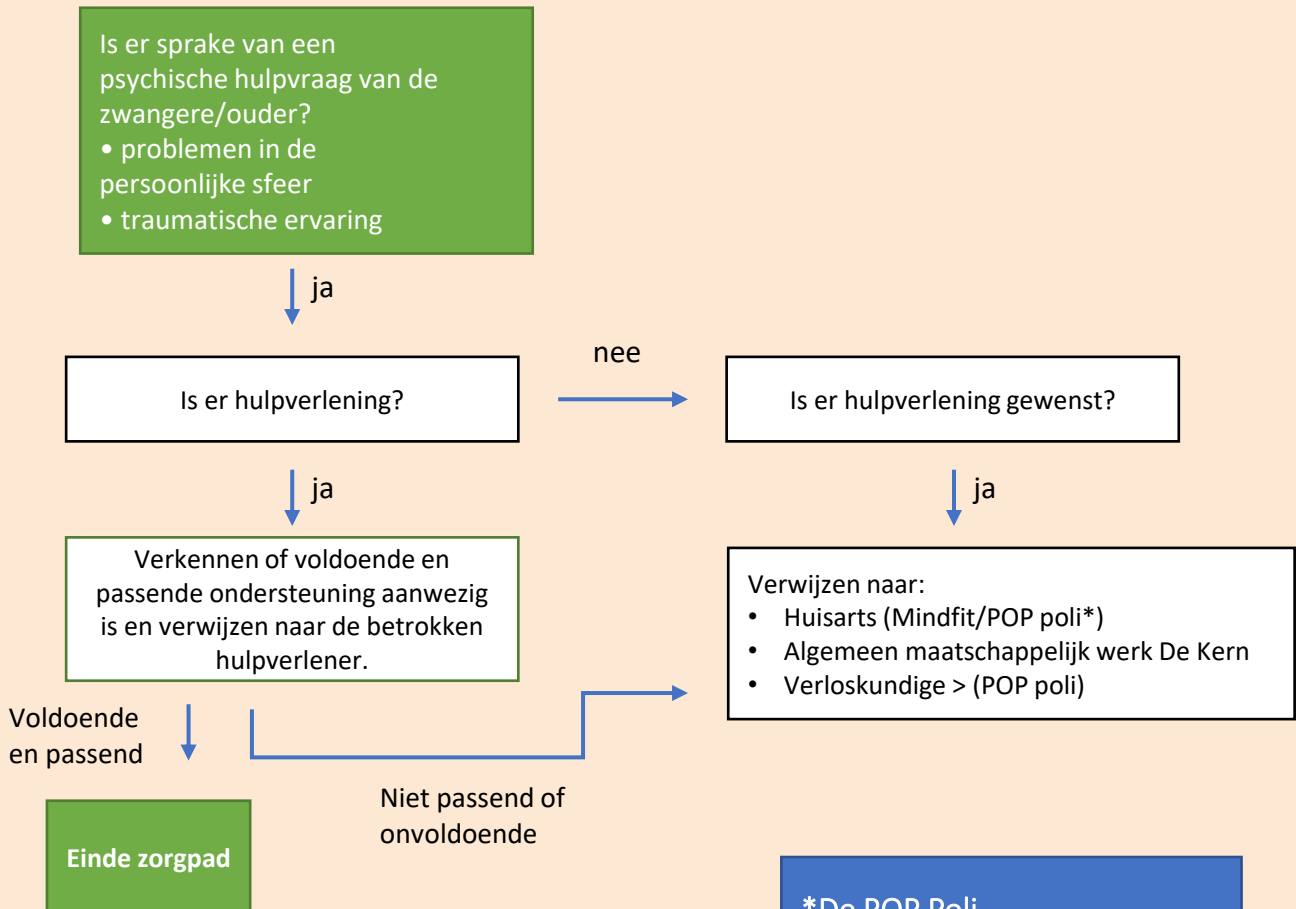 Is er sprake van een
psychische hulpvraag van de
zwangere/ouder?
• problemen in de
persoonlijke sfeer
• traumatische ervaring
ja
Is er hulpverlening?
nee
Is er hulpverlening gewenst?
ja
ja
Verkennen of voldoende en
passende ondersteuning aanwezig
is en verwijzen naar de betrokken
hulpverlener.
Verwijzen naar:
• Huisarts (Mindfit/POP poli*)
• Algemeen maatschappelijk werk De Kern
• Verloskundige > (POP poli)
Voldoende
en passend
Niet passend of
onvoldoende
Einde zorgpad
*De POP Poli